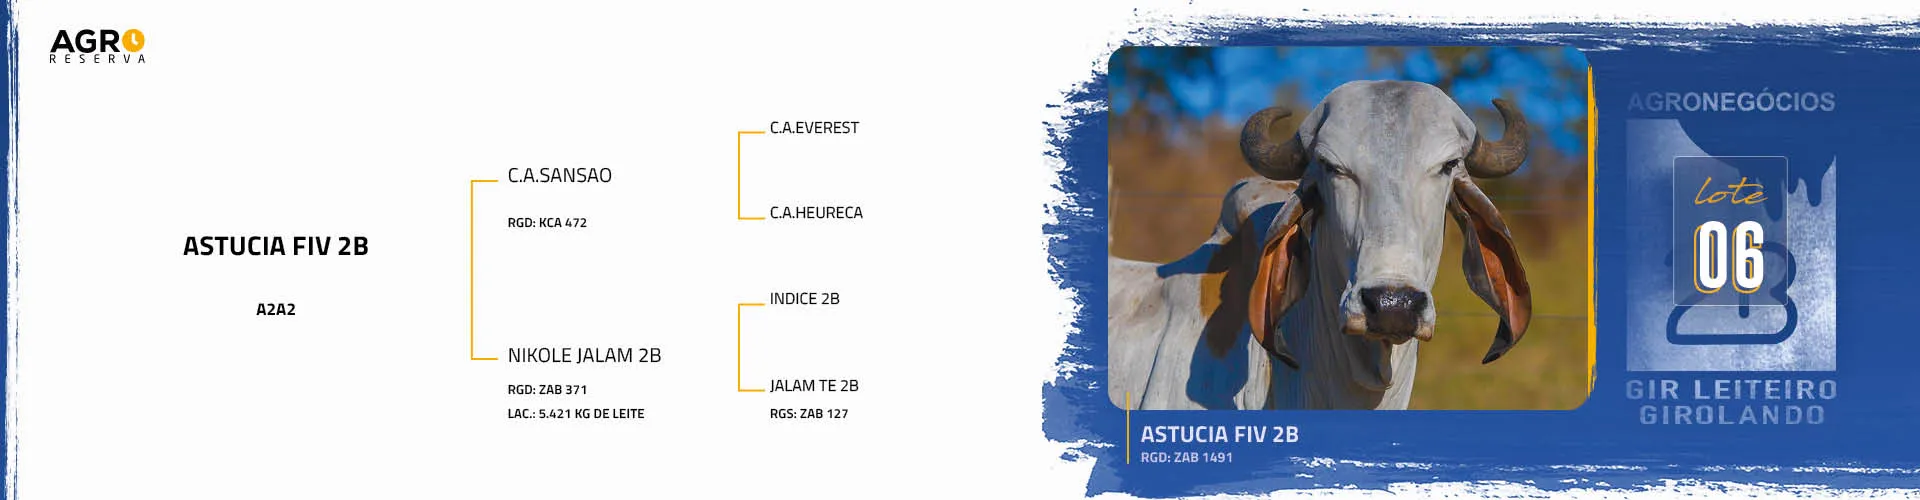 AGRO
RESERVA
ASTUCIA FIV 2B
A2A2
C.A.SANSAO
RGD: KCA 472
NIKOLE JALAM 2B
RGD: ZAB 371
LAC.: 5.421 KG DE LEITE
C.A.EVEREST
C.A.HEURECA
INDICE 2B
JALAM TE 2B
RGS: ZAB 127
ASTUCIA FIV 2B
RGD: ZAB 1491
AGRONEGÓCIOS
lote
06
2B
GIR LEITEIRO
GIROLANDO